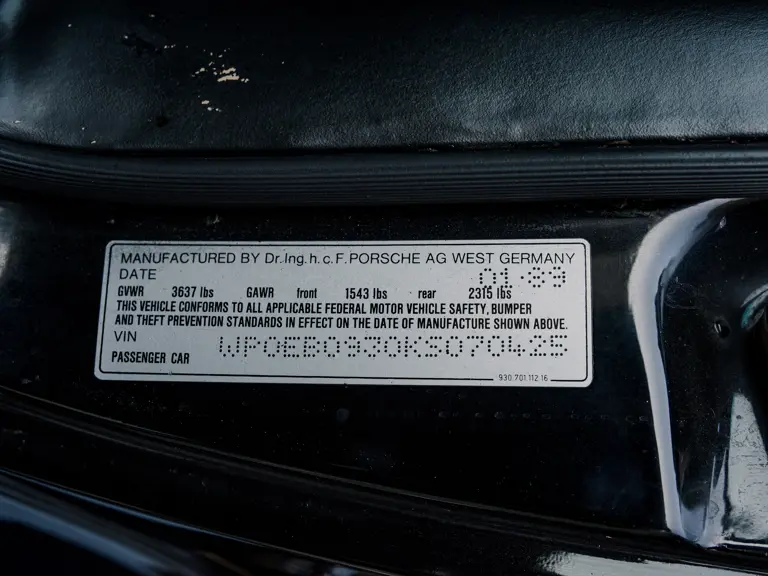 MANUFACTURED BY Dr.Ing.h.c.F.PORSCHE AG WEST GERMANY
DATE 01·89
GVWR 3637 lbs GAWR front 1543 lbs rear 2315 lbs
THIS VEHICLE CONFORMS TO ALL APPLICABLE FEDERAL MOTOR VEHICLE SAFETY, BUMPER
AND THEFT PREVENTION STANDARDS IN EFFECT ON THE DATE OF MANUFACTURE SHOWN ABOVE.
VIN WP0EB0930KS070425
PASSENGER CAR
930.701.112.16